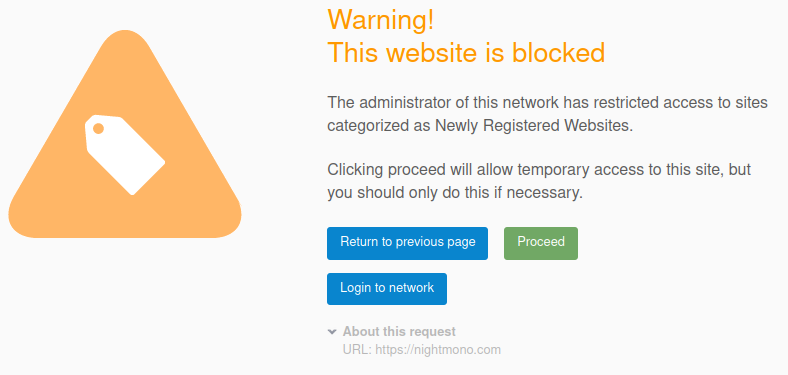 Warning!
This website is blocked
The administrator of this network has restricted access to sites
categorized as Newly Registered Websites.
Clicking proceed will allow temporary access to this site, but
you should only do this if necessary.
Return to previous page
Proceed
Login to network
About this request
URL: https://nightmono.com